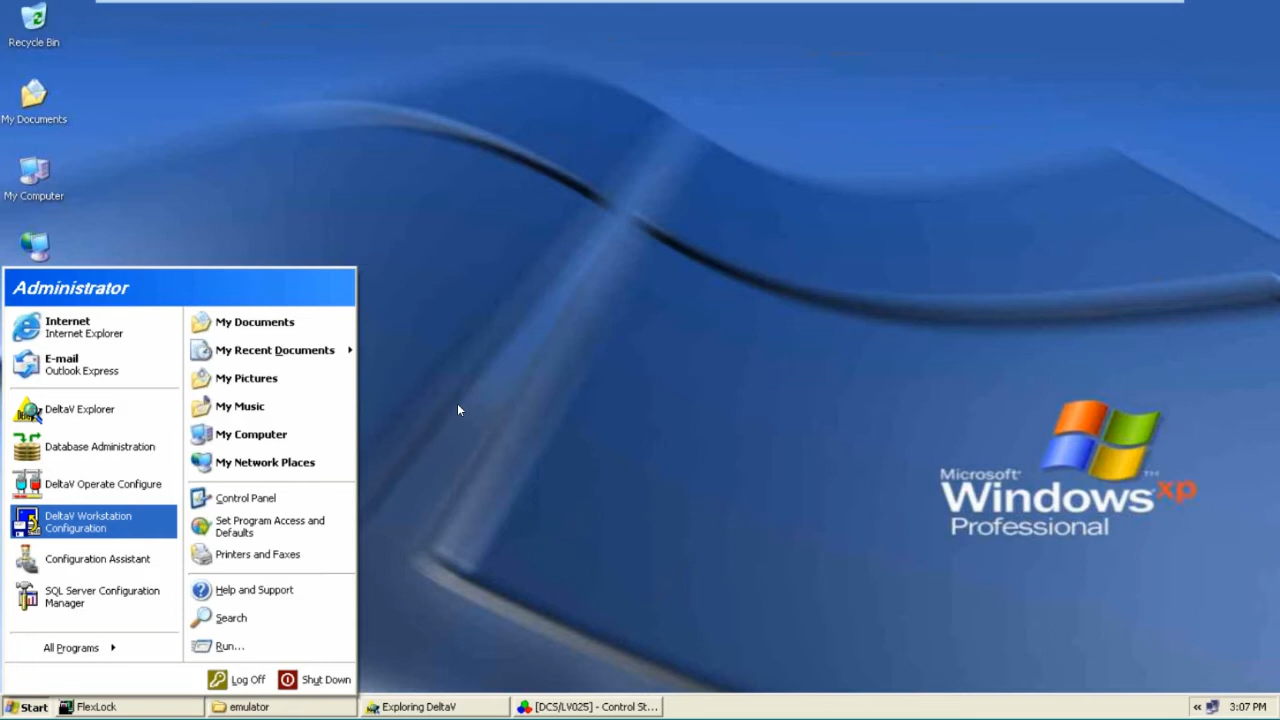 Recycle Bin
My Documents
My Computer
Administrator
Internet
Internet Explorer
E-mail
Outlook Express
DeltaV Explorer
Database Administration
DeltaV Operate Configure
DeltaV Workstation
Configuration
Configuration Assistant
SQL Server Configuration
Manager
All Programs
My Documents
My Recent Documents
My Pictures
My Music
My Computer
My Network Places
Control Panel
Set Program Access and
Defaults
Printers and Faxes
Help and Support
Search
Run...
Log Off
Shut Down
Microsoft®
Windows xp
Professional
Start
FlexLock
emulator
Exploring DeltaV
[DCS/LV025] - Control St...
3:07 PM